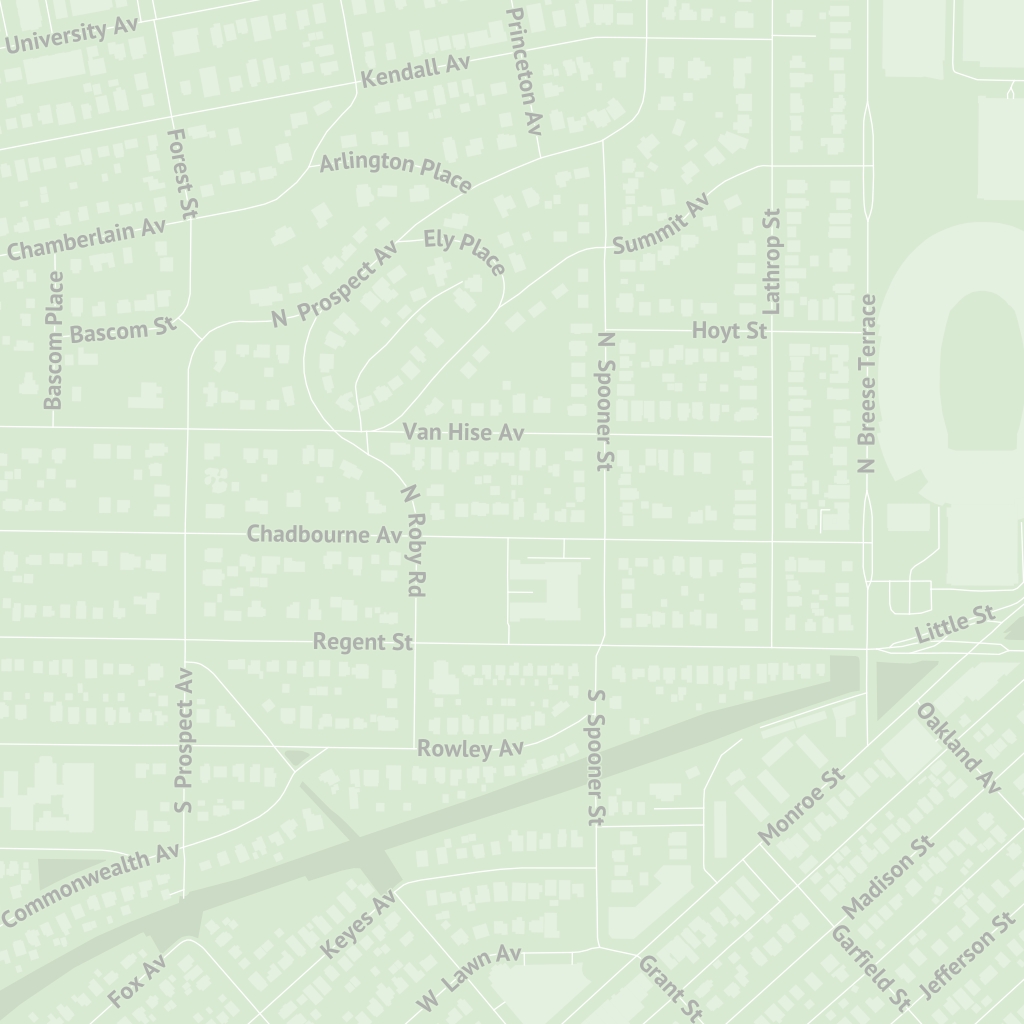 University Av
Princeton Av
Kendall Av
Forest St
Arlington Place
Chamberlain Av
Summit Av
Ely Place
Lathrop St
N Prospect Av
Bascom Place
Bascom St
Hoyt St
N Breese Terrace
N Spooner St
Van Hise Av
N Roby Rd
Chadbourne Av
Regent St
Little St
S Prospect Av
Rowley Av
S Spooner St
Oakland Av
Monroe St
Commonwealth Av
Madison St
Keyes Av
Garfield St
Jefferson St
Fox Av
W Lawn Av
Grant St